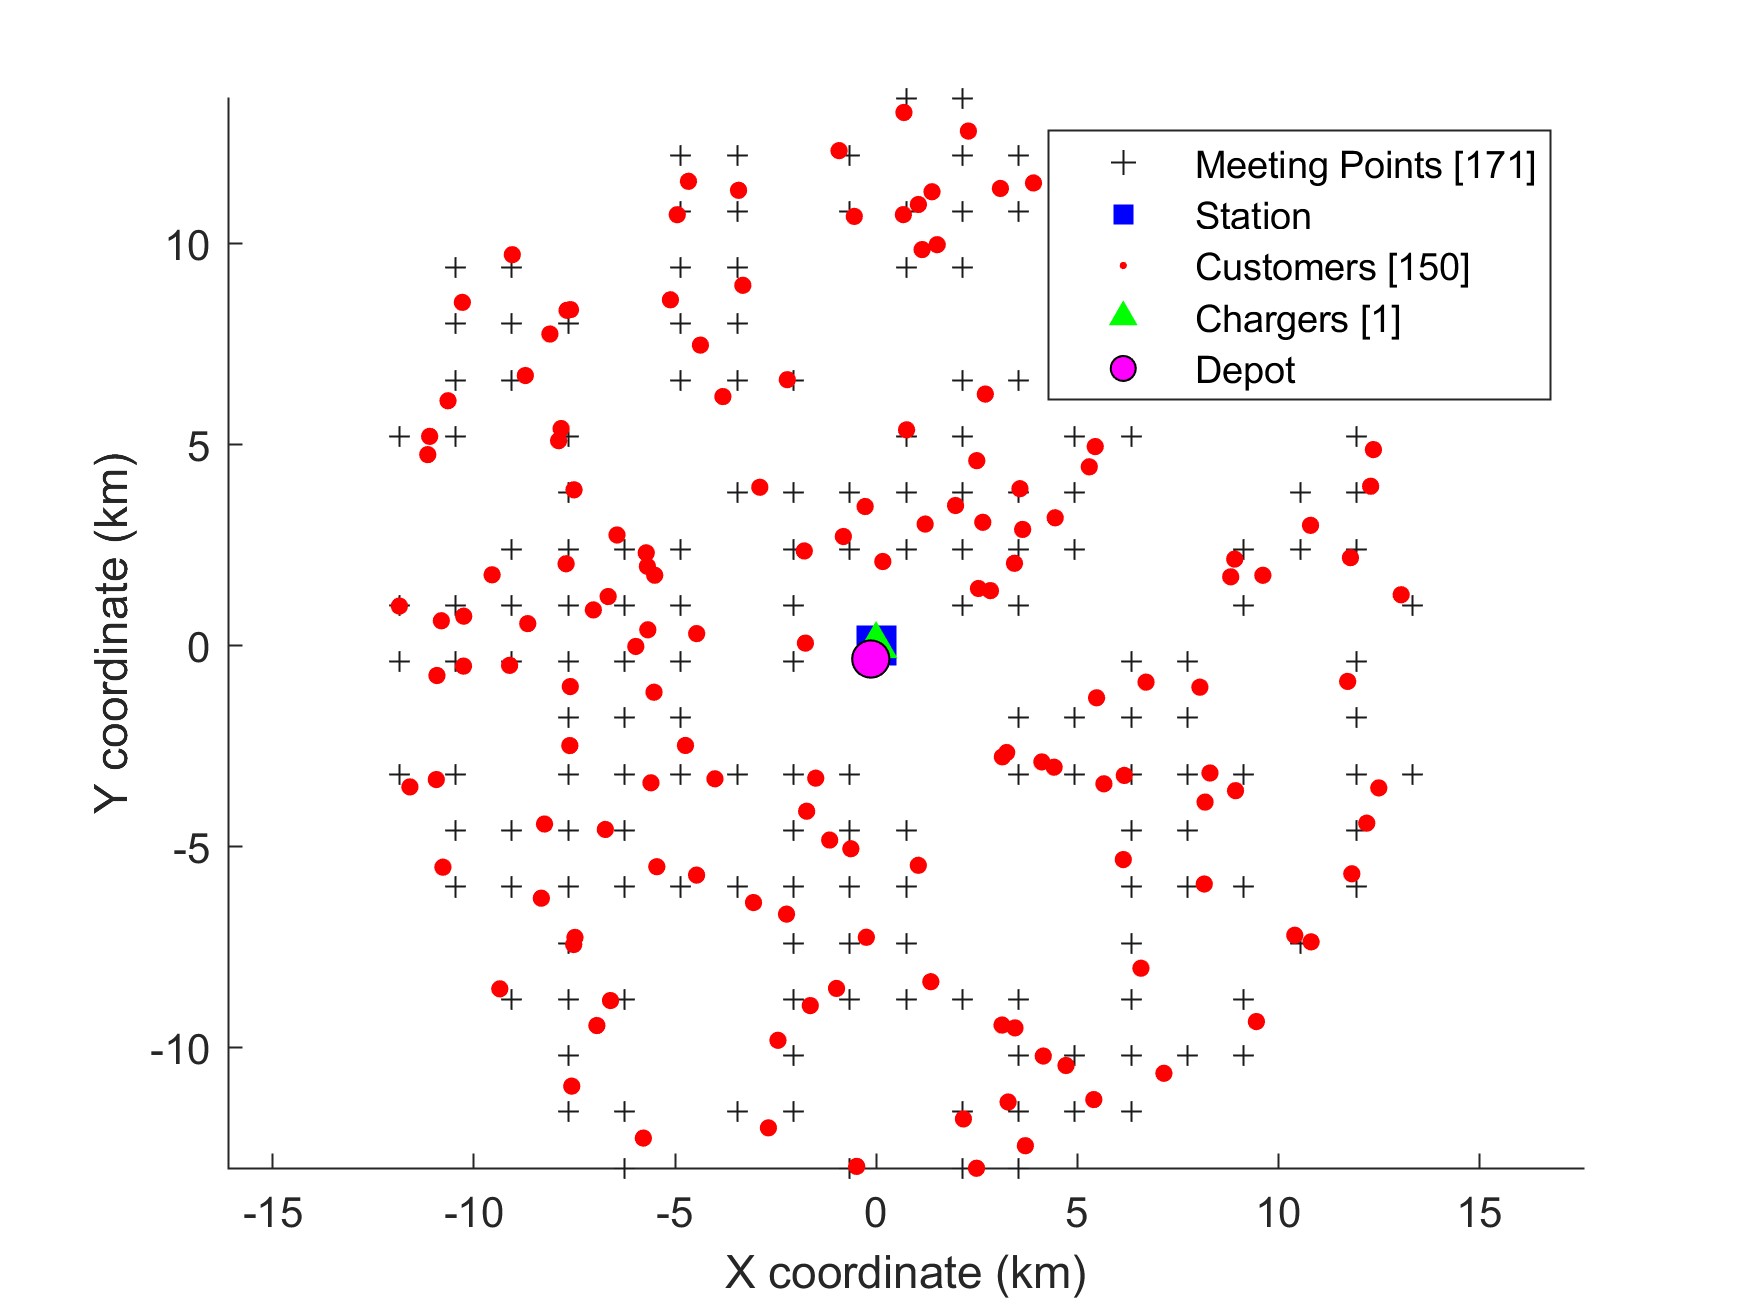 Meeting Points [171]
Station
Customers [150]
Chargers [1]
Depot
10
5
0
-5
-10
Y coordinate (km)
-15
-10
-5
0
5
10
15
X coordinate (km)